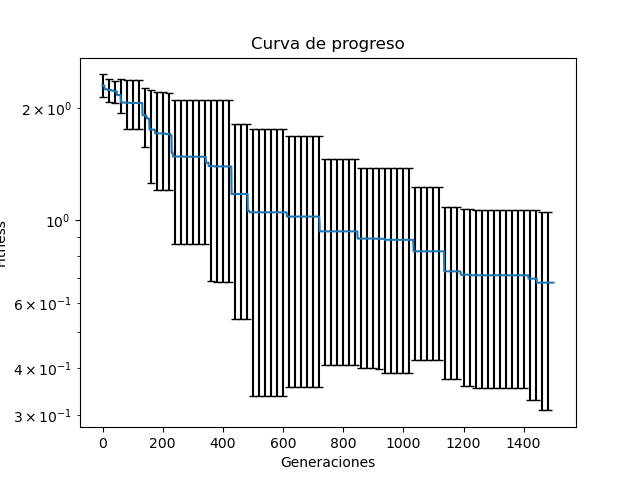 Curva de progreso
2 × 10⁰
10⁰
6 × 10⁻¹
4 × 10⁻¹
3 × 10⁻¹
0 200 400 600 800 1000 1200 1400
Generaciones